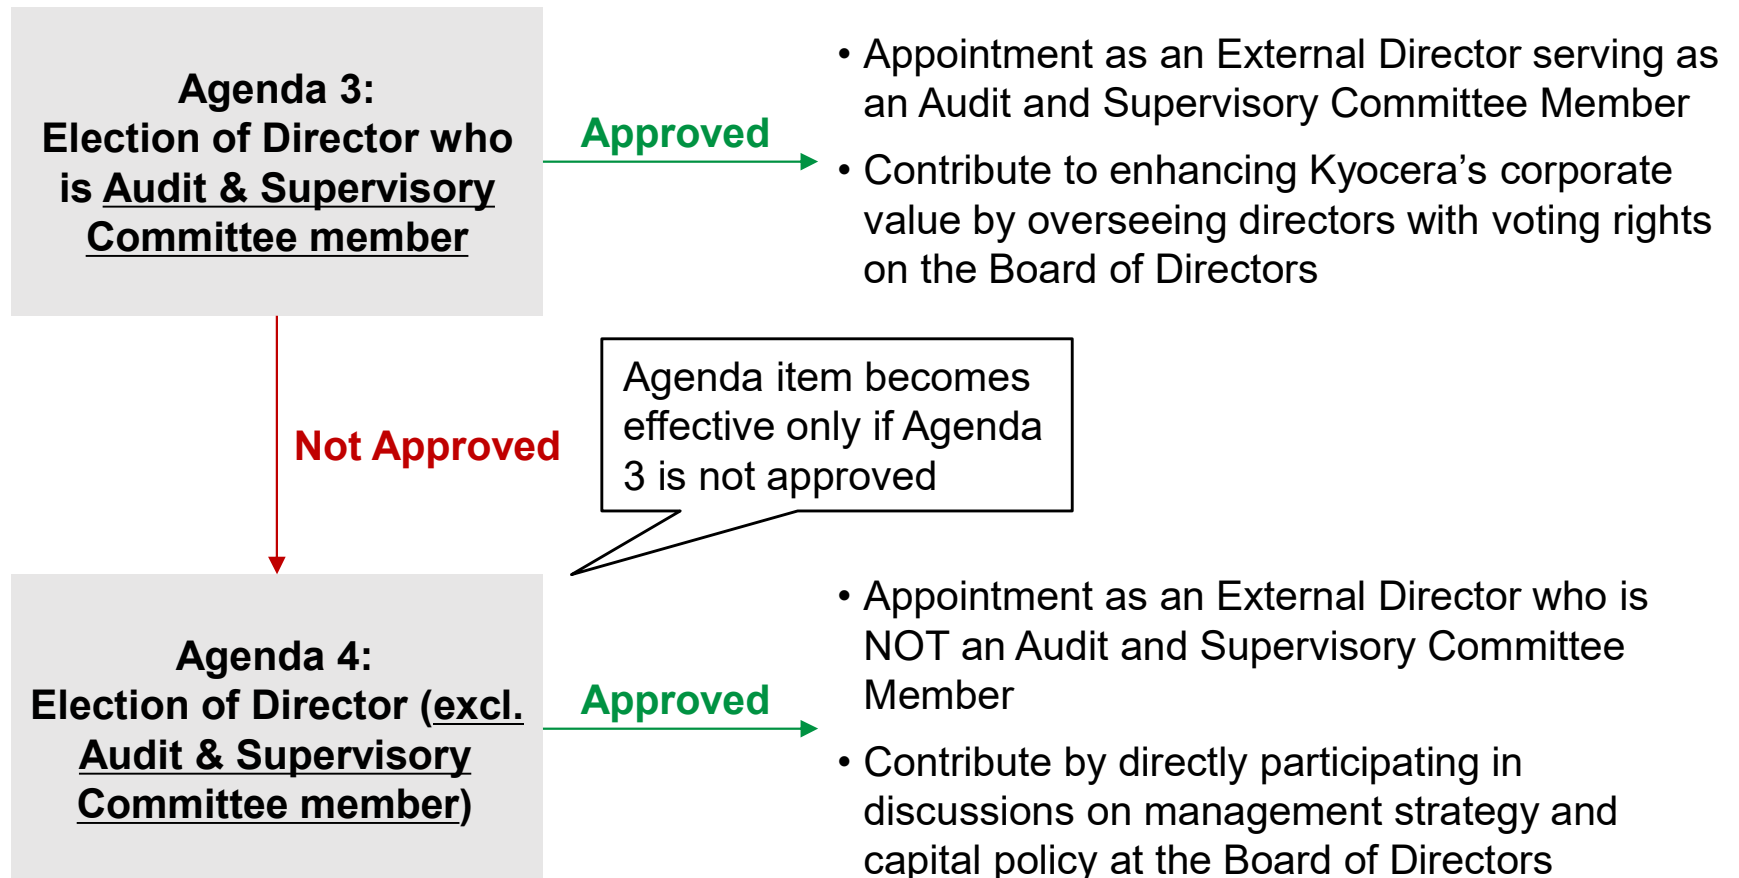 Agenda 3:
Election of Director who
is Audit & Supervisory
Committee member
Approved
• Appointment as an External Director serving as
an Audit and Supervisory Committee Member
• Contribute to enhancing Kyocera’s corporate
value by overseeing directors with voting rights
on the Board of Directors
Not Approved
Agenda item becomes
effective only if Agenda
3 is not approved
Agenda 4:
Election of Director (excl.
Audit & Supervisory
Committee member)
Approved
• Appointment as an External Director who is
NOT an Audit and Supervisory Committee
Member
• Contribute by directly participating in
discussions on management strategy and
capital policy at the Board of Directors